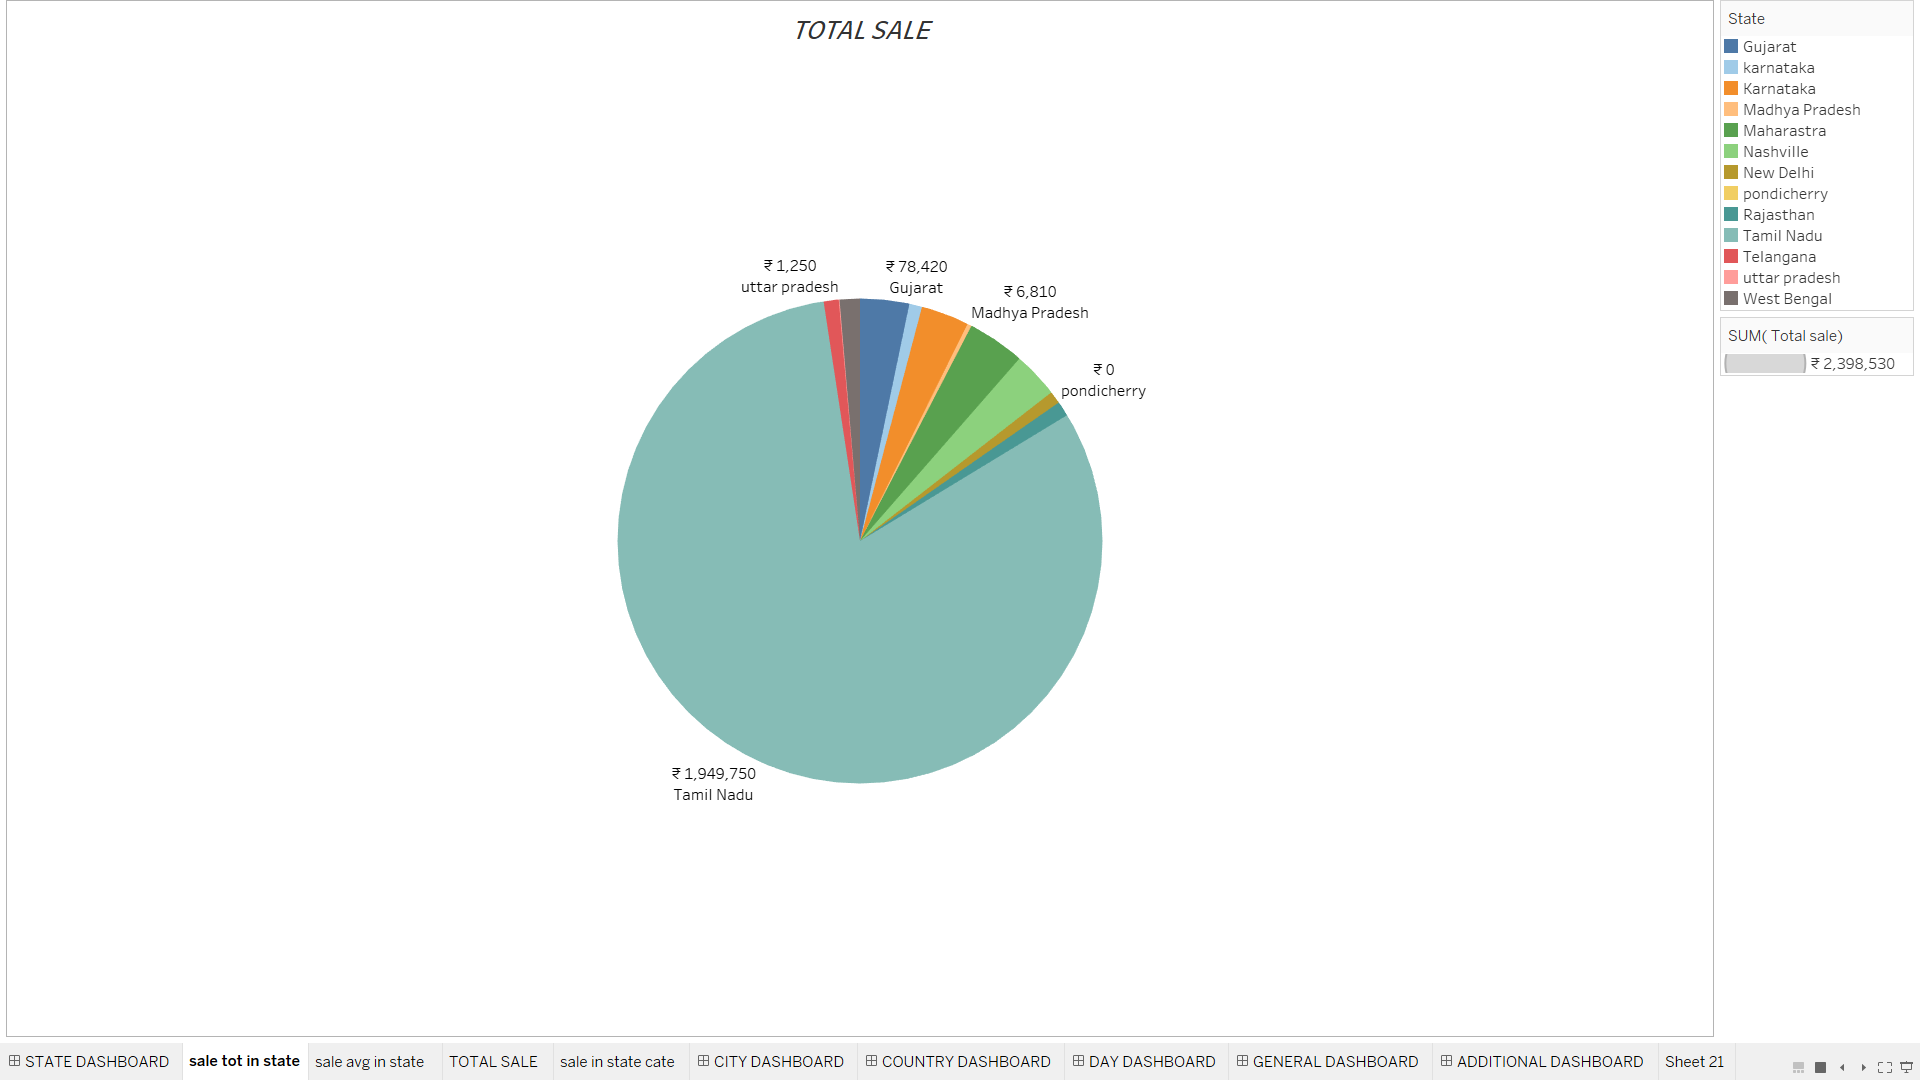 TOTAL SALE
₹ 1,250
uttar pradesh
₹ 78,420
Gujarat
₹ 6,810
Madhya Pradesh
₹ 0
pondicherry
₹ 1,949,750
Tamil Nadu
State
Gujarat
karnataka
Karnataka
Madhya Pradesh
Maharastra
Nashville
New Delhi
pondicherry
Rajasthan
Tamil Nadu
Telangana
uttar pradesh
West Bengal
SUM( Total sale)
₹ 2,398,530
STATE DASHBOARD
sale tot in state
sale avg in state
TOTAL SALE
sale in state cate
CITY DASHBOARD
COUNTRY DASHBOARD
DAY DASHBOARD
GENERAL DASHBOARD
ADDITIONAL DASHBOARD
Sheet 21